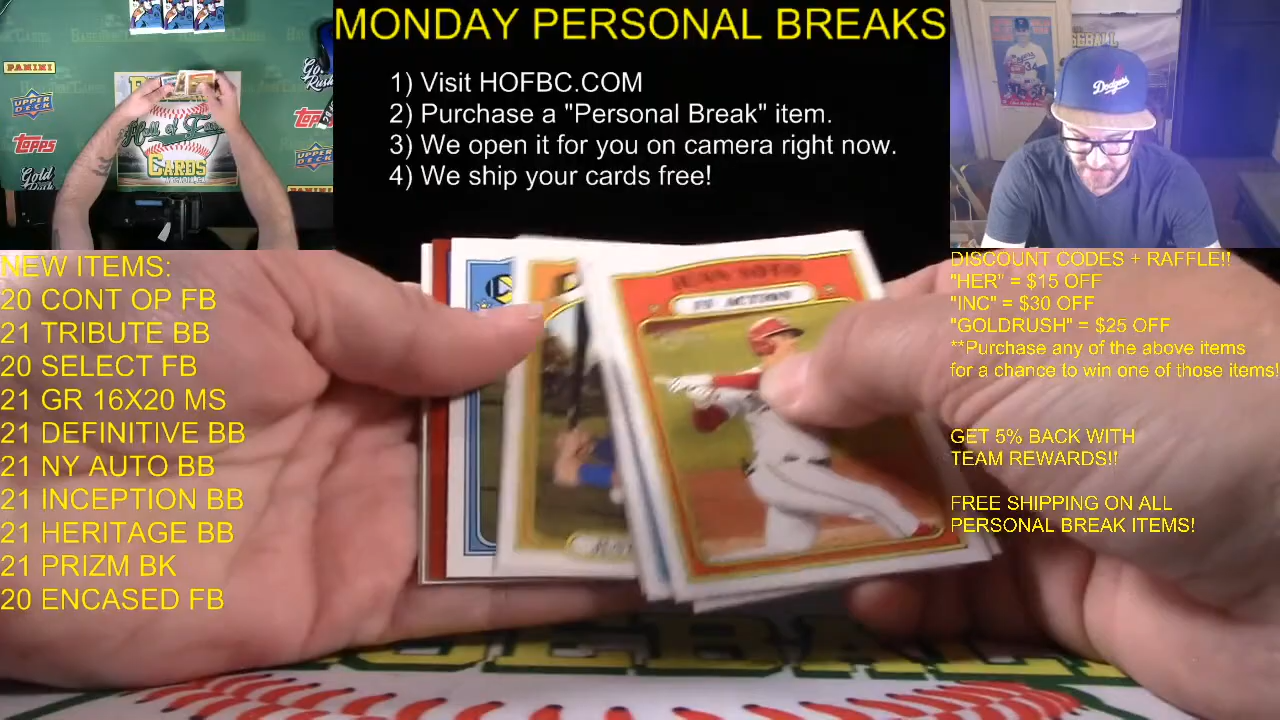 MONDAY PERSONAL BREAKS
1) Visit HOFBC.COM
2) Purchase a "Personal Break" item.
3) We open it for you on camera right now.
4) We ship your cards free!
PANINI
UPPER DECK
Topps
Gold Rush
Hall of Fame
CARDS
Gold Rush
UPPER DECK
PANINI
34
Dodgers
NEW ITEMS:
20 CONT OP FB
21 TRIBUTE BB
20 SELECT FB
21 GR 16X20 MS
21 DEFINITIVE BB
21 NY AUTO BB
21 INCEPTION BB
21 HERITAGE BB
21 PRIZM BK
20 ENCASED FB
JUAN SOTO
IN ACTION
DISCOUNT CODES + RAFFLE!!
"HER" = $15 OFF
"INC" = $30 OFF
"GOLDRUSH" = $25 OFF
**Purchase any of the above items
for a chance to win one of those items!
GET 5% BACK WITH
TEAM REWARDS!!
FREE SHIPPING ON ALL
PERSONAL BREAK ITEMS!